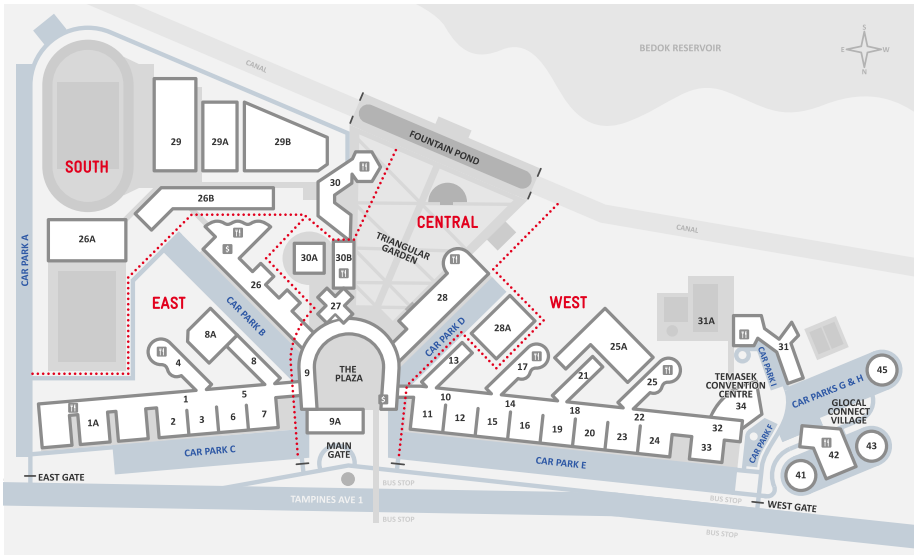 BEDOK RESERVOIR
S
E
W
N
CANAL
FOUNTAIN POND
29
29A
29B
SOUTH
30
26B
CENTRAL
CANAL
26A
TRIANGULAR
GARDEN
30A
30B
CAR PARK A
26
28
EAST
CAR PARK B
27
WEST
CAR PARK D
28A
31A
8A
25A
31
4
8
9
THE
PLAZA
13
17
21
25
CAR PARK I
45
TEMASEK
CONVENTION
CENTRE
CAR PARKS G & H
1
5
10
14
18
22
34
GLOCAL
CONNECT
VILLAGE
1A
2
3
6
7
9A
11
12
15
16
19
20
23
24
32
33
CAR PARK F
42
43
41
CAR PARK C
MAIN
GATE
CAR PARK E
EAST GATE
BUS STOP
TAMPINES AVE 1
BUS STOP
WEST GATE
BUS STOP
BUS STOP
$
$